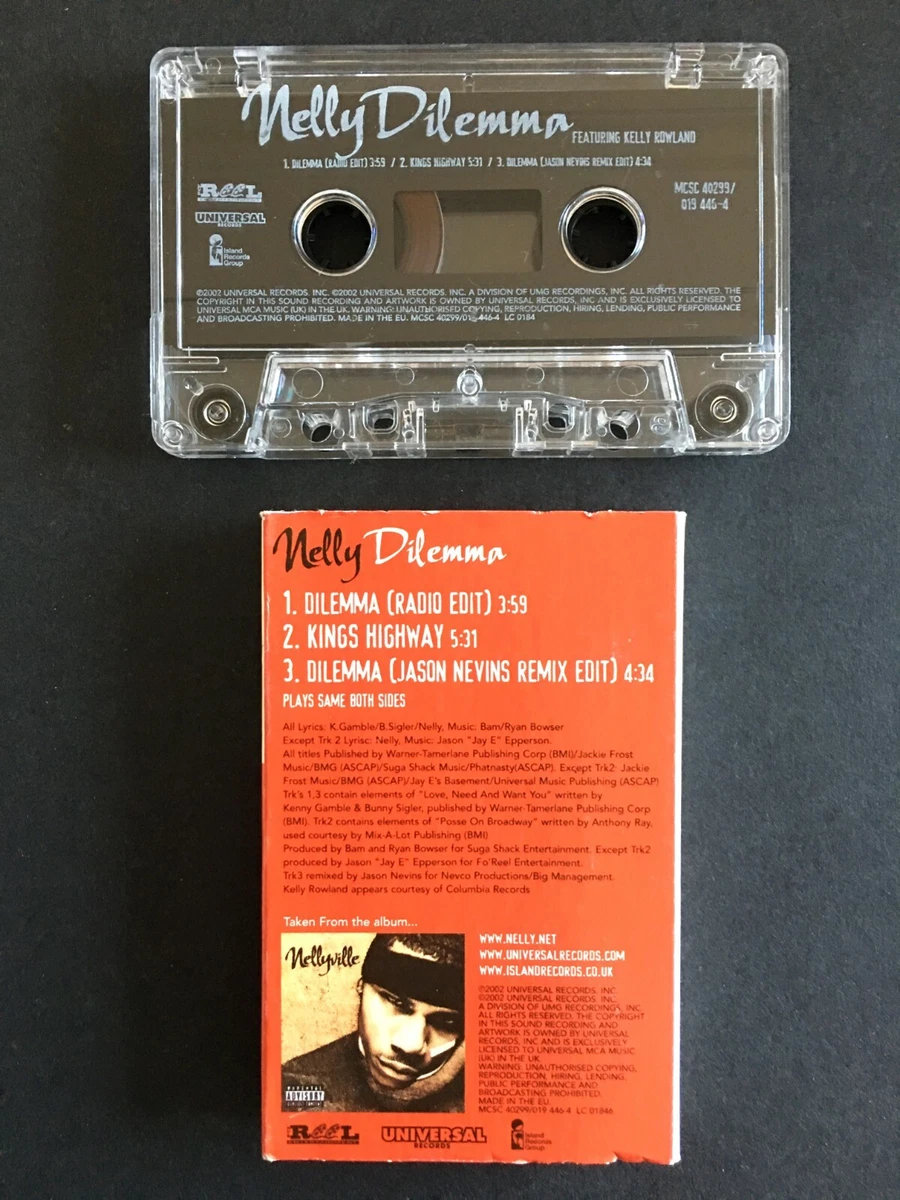 Nelly Dilemma
FEATURING KELLY ROWLAND
1. DILEMMA (RADIO EDIT) 3:59 / 2. KINGS HIGHWAY 5:31 / 3. DILEMMA (JASON NEVINS REMIX EDIT) 4:34
REEL
MCSC 40299/
019 446-4
UNIVERSAL
RECORDS
Island
Records
Group
℗2002 UNIVERSAL RECORDS. INC. ©2002 UNIVERSAL RECORDS. INC. A DIVISION OF UMG RECORDINGS, INC. ALL RIGHTS RESERVED. THE
COPYRIGHT IN THIS SOUND RECORDING AND ARTWORK IS OWNED BY UNIVERSAL RECORDS, INC AND IS EXCLUSIVELY LICENSED TO
UNIVERSAL MCA MUSIC (UK) IN THE UK. WARNING: UNAUTHORISED COPYING, REPRODUCTION, HIRING, LENDING, PUBLIC PERFORMANCE
AND BROADCASTING PROHIBITED. MADE IN THE EU. MCSC 40299/019 446-4 LC 0184
Nelly Dilemma
1. DILEMMA (RADIO EDIT) 3:59
2. KINGS HIGHWAY 5:31
3. DILEMMA (JASON NEVINS REMIX EDIT) 4:34
PLAYS SAME BOTH SIDES
All Lyrics: K.Gamble/B.Sigler/Nelly, Music: Bam/Ryan Bowser
Except Trk 2 Lyrisc: Nelly, Music: Jason "Jay E" Epperson.
All titles Published by Warner-Tamerlane Publishing Corp (BMI)/Jackie Frost
Music/BMG (ASCAP)/Suga Shack Music/Phatnasty(ASCAP). Except Trk2: Jackie
Frost Music/BMG (ASCAP)/Jay E's Basement/Universal Music Publishing (ASCAP)
Trk's 1,3 contain elements of "Love, Need And Want You" written by
Kenny Gamble & Bunny Sigler, published by Warner-Tamerlane Publishing Corp
(BMI). Trk2 contains elements of "Posse On Broadway" written by Anthony Ray,
used courtesy by Mix-A-Lot Publishing (BMI)
Produced by Bam and Ryan Bowser for Suga Shack Entertainment. Except Trk2
produced by Jason "Jay E" Epperson for Fo'Reel Entertainment.
Trk3 remixed by Jason Nevins for Nevco Productions/Big Management.
Kelly Rowland appears courtesy of Columbia Records
Taken From the album...
Nellyville
PARENTAL
ADVISORY
WWW.NELLY.NET
WWW.UNIVERSALRECORDS.COM
WWW.ISLANDRECORDS.CO.UK
℗2002 UNIVERSAL RECORDS. INC.
©2002 UNIVERSAL RECORDS. INC.
A DIVISION OF UMG RECORDINGS, INC.
ALL RIGHTS RESERVED. THE COPYRIGHT
IN THIS SOUND RECORDING AND
ARTWORK IS OWNED BY UNIVERSAL
RECORDS, INC AND IS EXCLUSIVELY
LICENSED TO UNIVERSAL MCA MUSIC
(UK) IN THE UK.
WARNING: UNAUTHORISED COPYING,
REPRODUCTION, HIRING, LENDING,
PUBLIC PERFORMANCE AND
BROADCASTING PROHIBITED.
MADE IN THE EU.
MCSC 40299/019 446-4 LC 01846
REEL
UNIVERSAL
RECORDS
Island
Records
Group